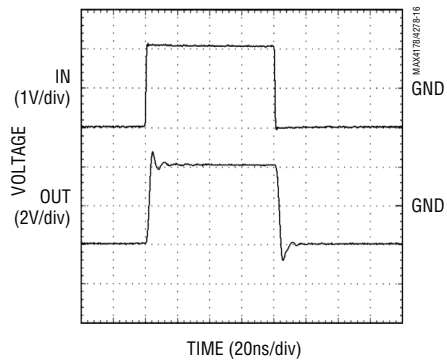 MAX4178/4278-16
IN
(1V/div)
GND
VOLTAGE
OUT
(2V/div)
GND
TIME (20ns/div)